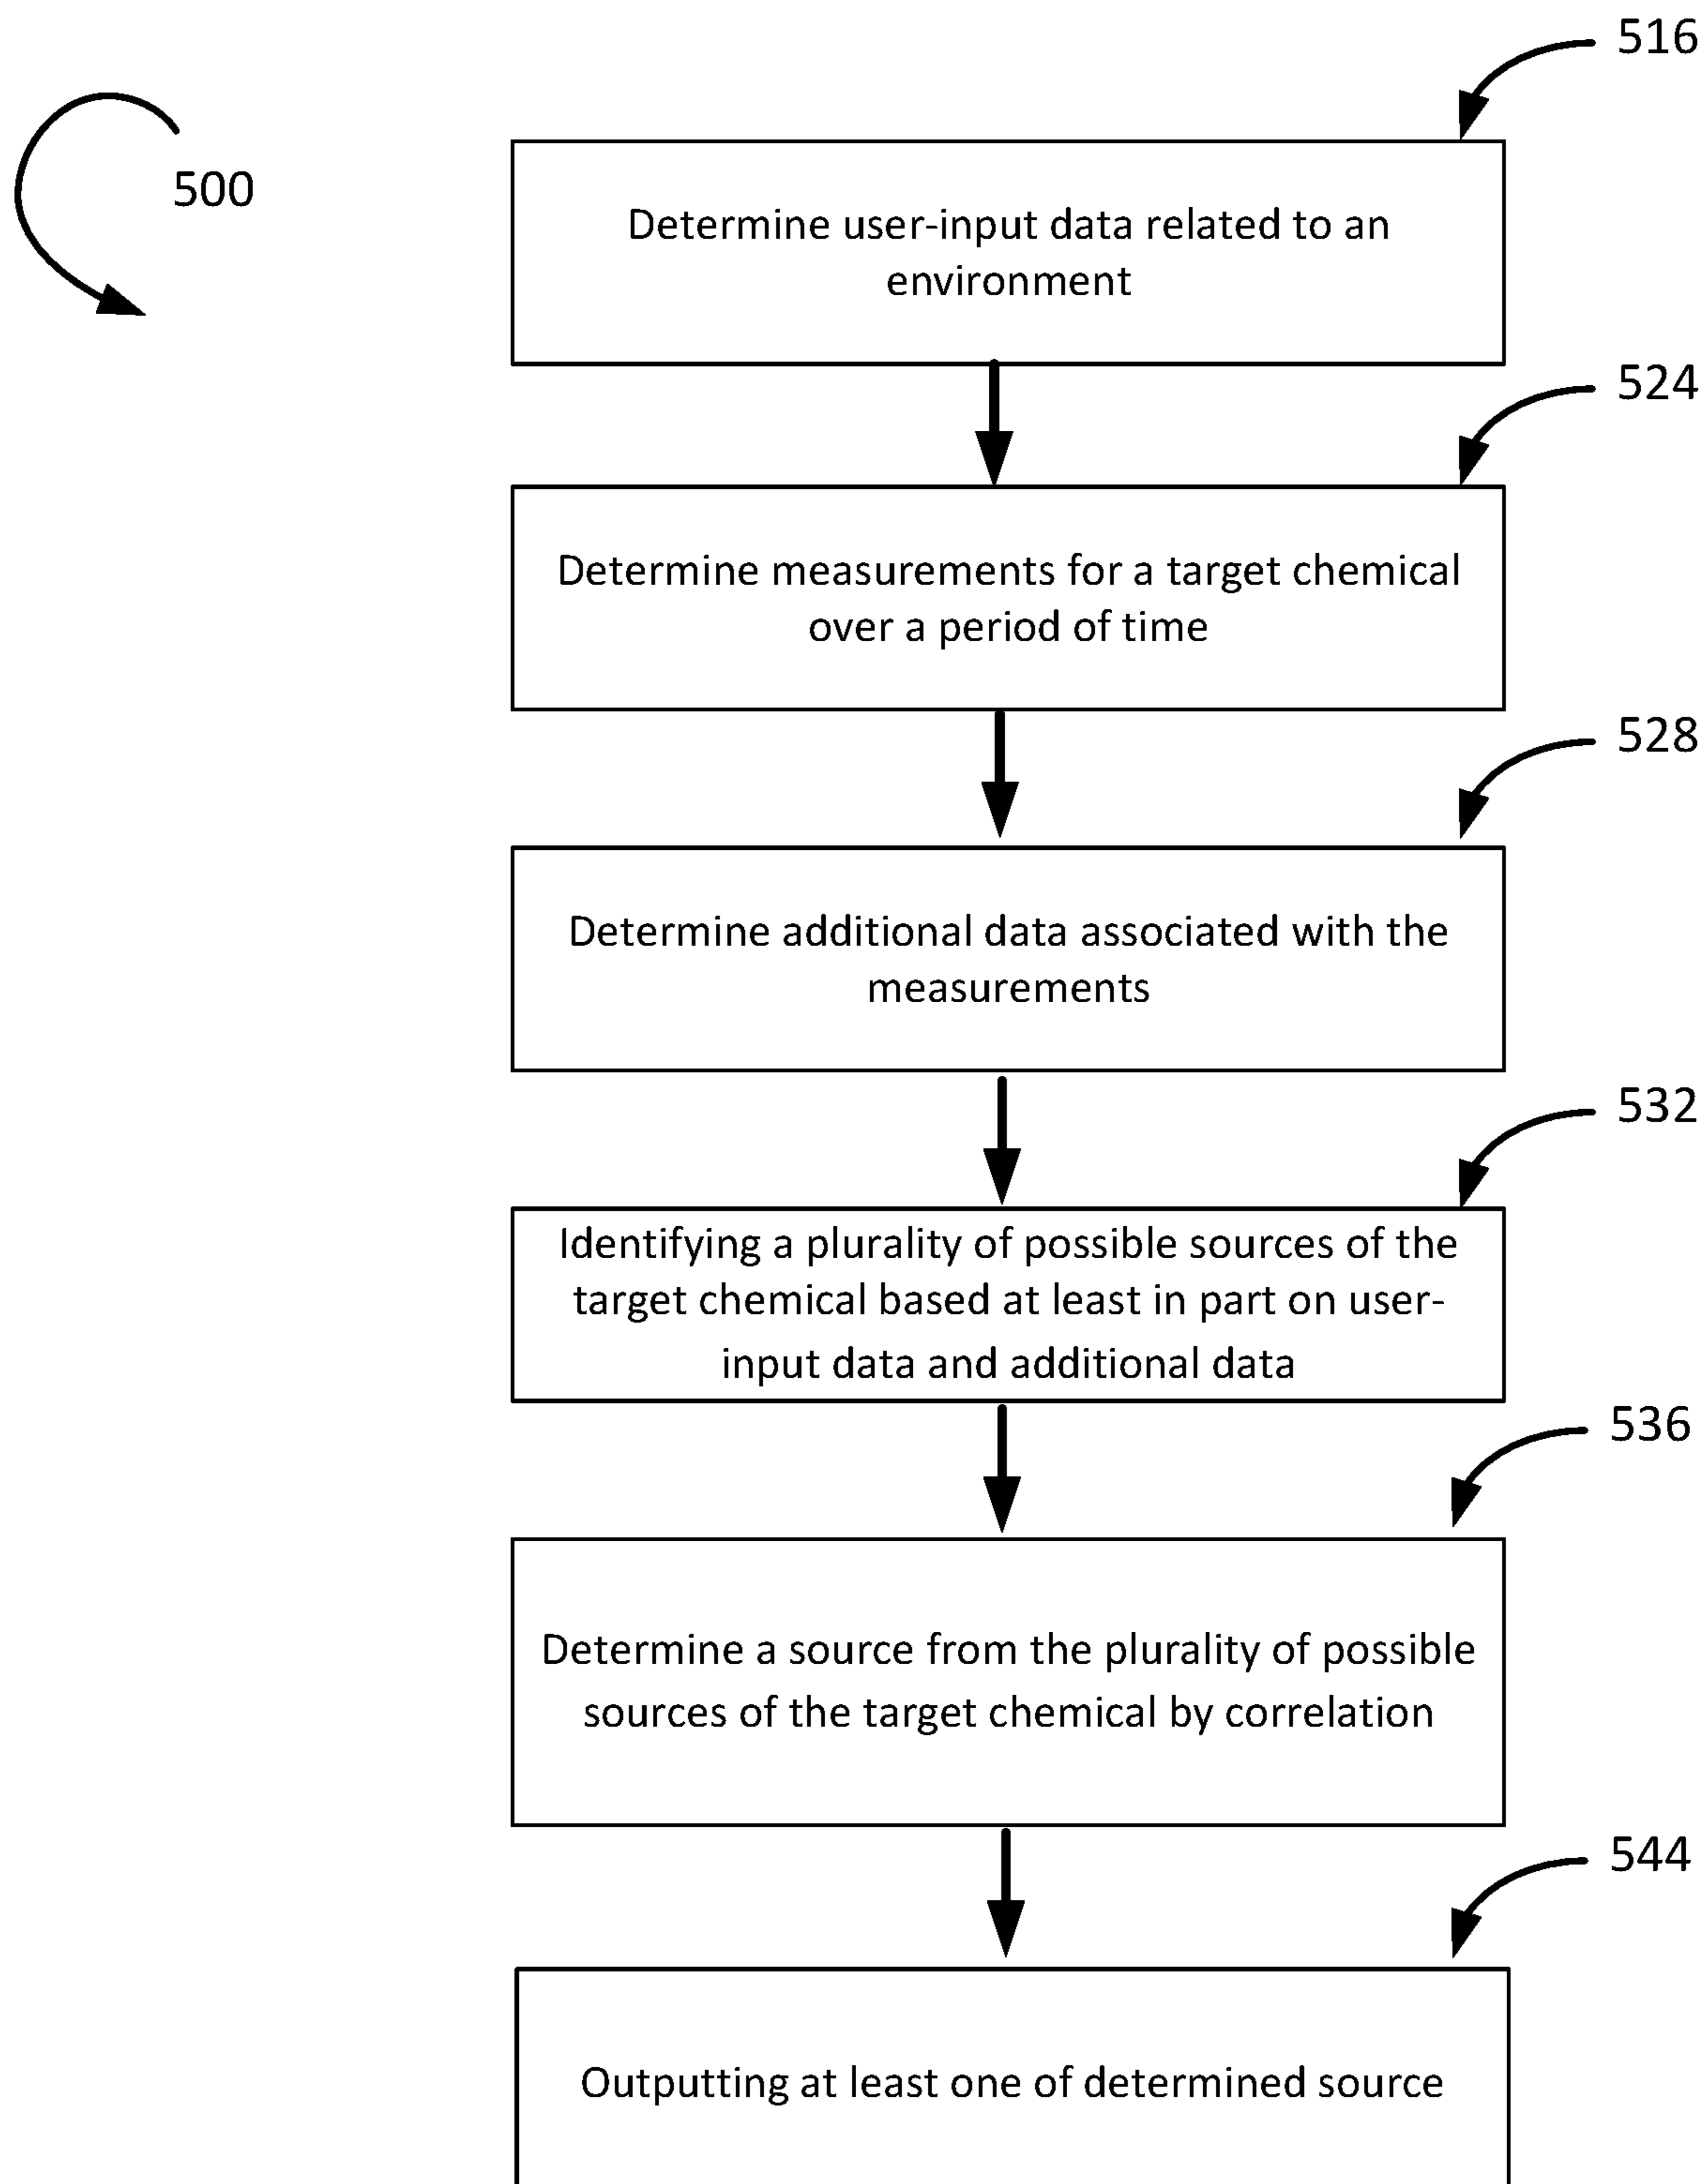 516
500
Determine user-input data related to an
environment
524
Determine measurements for a target chemical
over a period of time
528
Determine additional data associated with the
measurements
532
Identifying a plurality of possible sources of the
target chemical based at least in part on user-
input data and additional data
536
Determine a source from the plurality of possible
sources of the target chemical by correlation
544
Outputting at least one of determined source